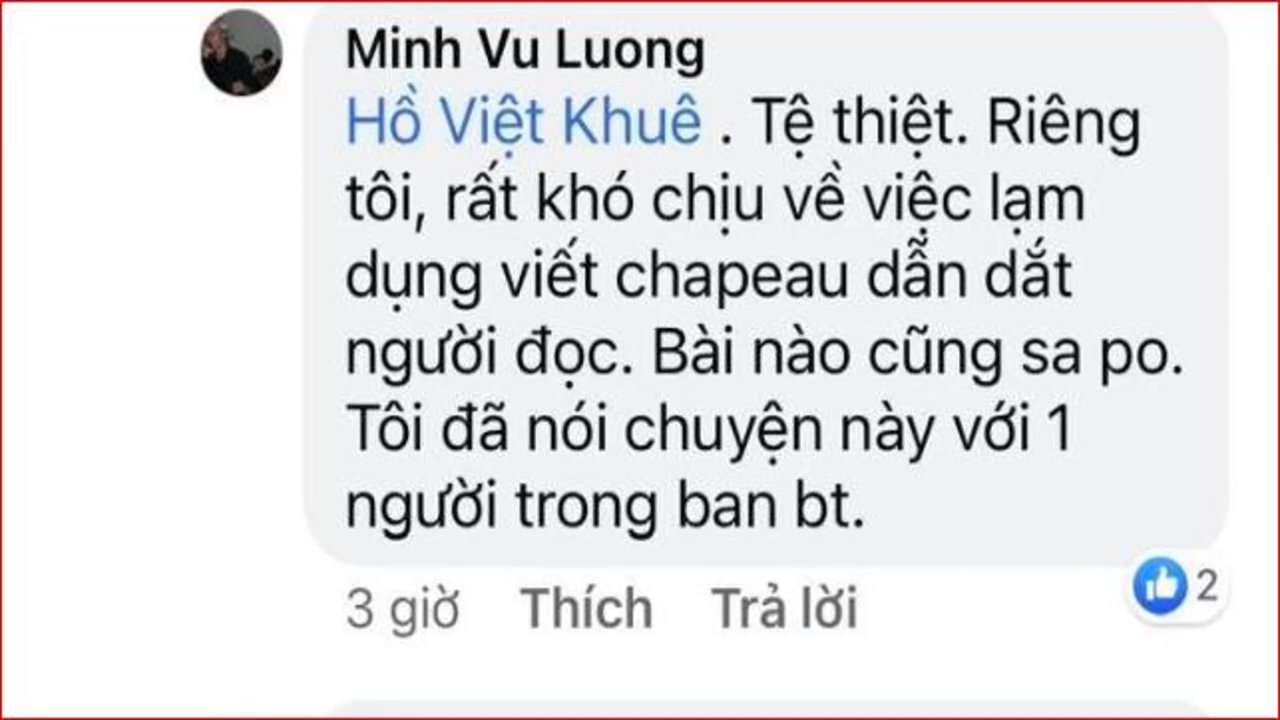 Minh Vu Luong
Hồ Việt Khuê . Tệ thiệt. Riêng
tôi, rất khó chịu về việc lạm
dụng viết chapeau dẫn dắt
người đọc. Bài nào cũng sa po.
Tôi đã nói chuyện này với 1
người trong ban bt.
3 giờ Thích Trả lời 2